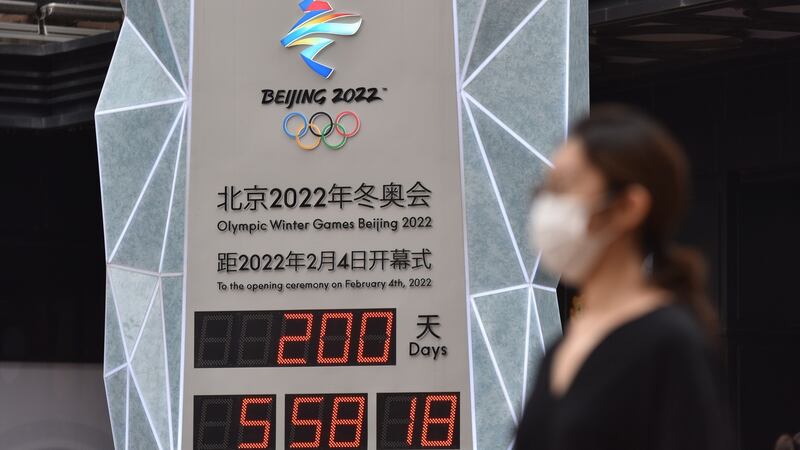 BEIJING 2022™
北京2022年冬奥会
Olympic Winter Games Beijing 2022
距2022年2月4日开幕式
To the opening ceremony on February 4th, 2022
200 天
Days
5 58 18